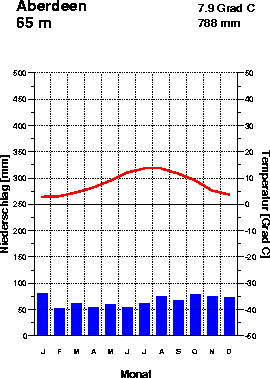 Aberdeen
65 m
7.9 Grad C
788 mm
500
450
400
350
300
250
200
150
100
50
0
Niederschlag [mm]
50
40
30
20
10
0
-10
-20
-30
-40
-50
Temperatur [Grad C]
J F M A M J J A S O N D
Monat